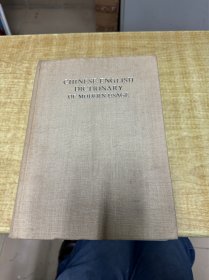 CHINESE-ENGLISH
DICTIONARY
OF MODERN USAGE